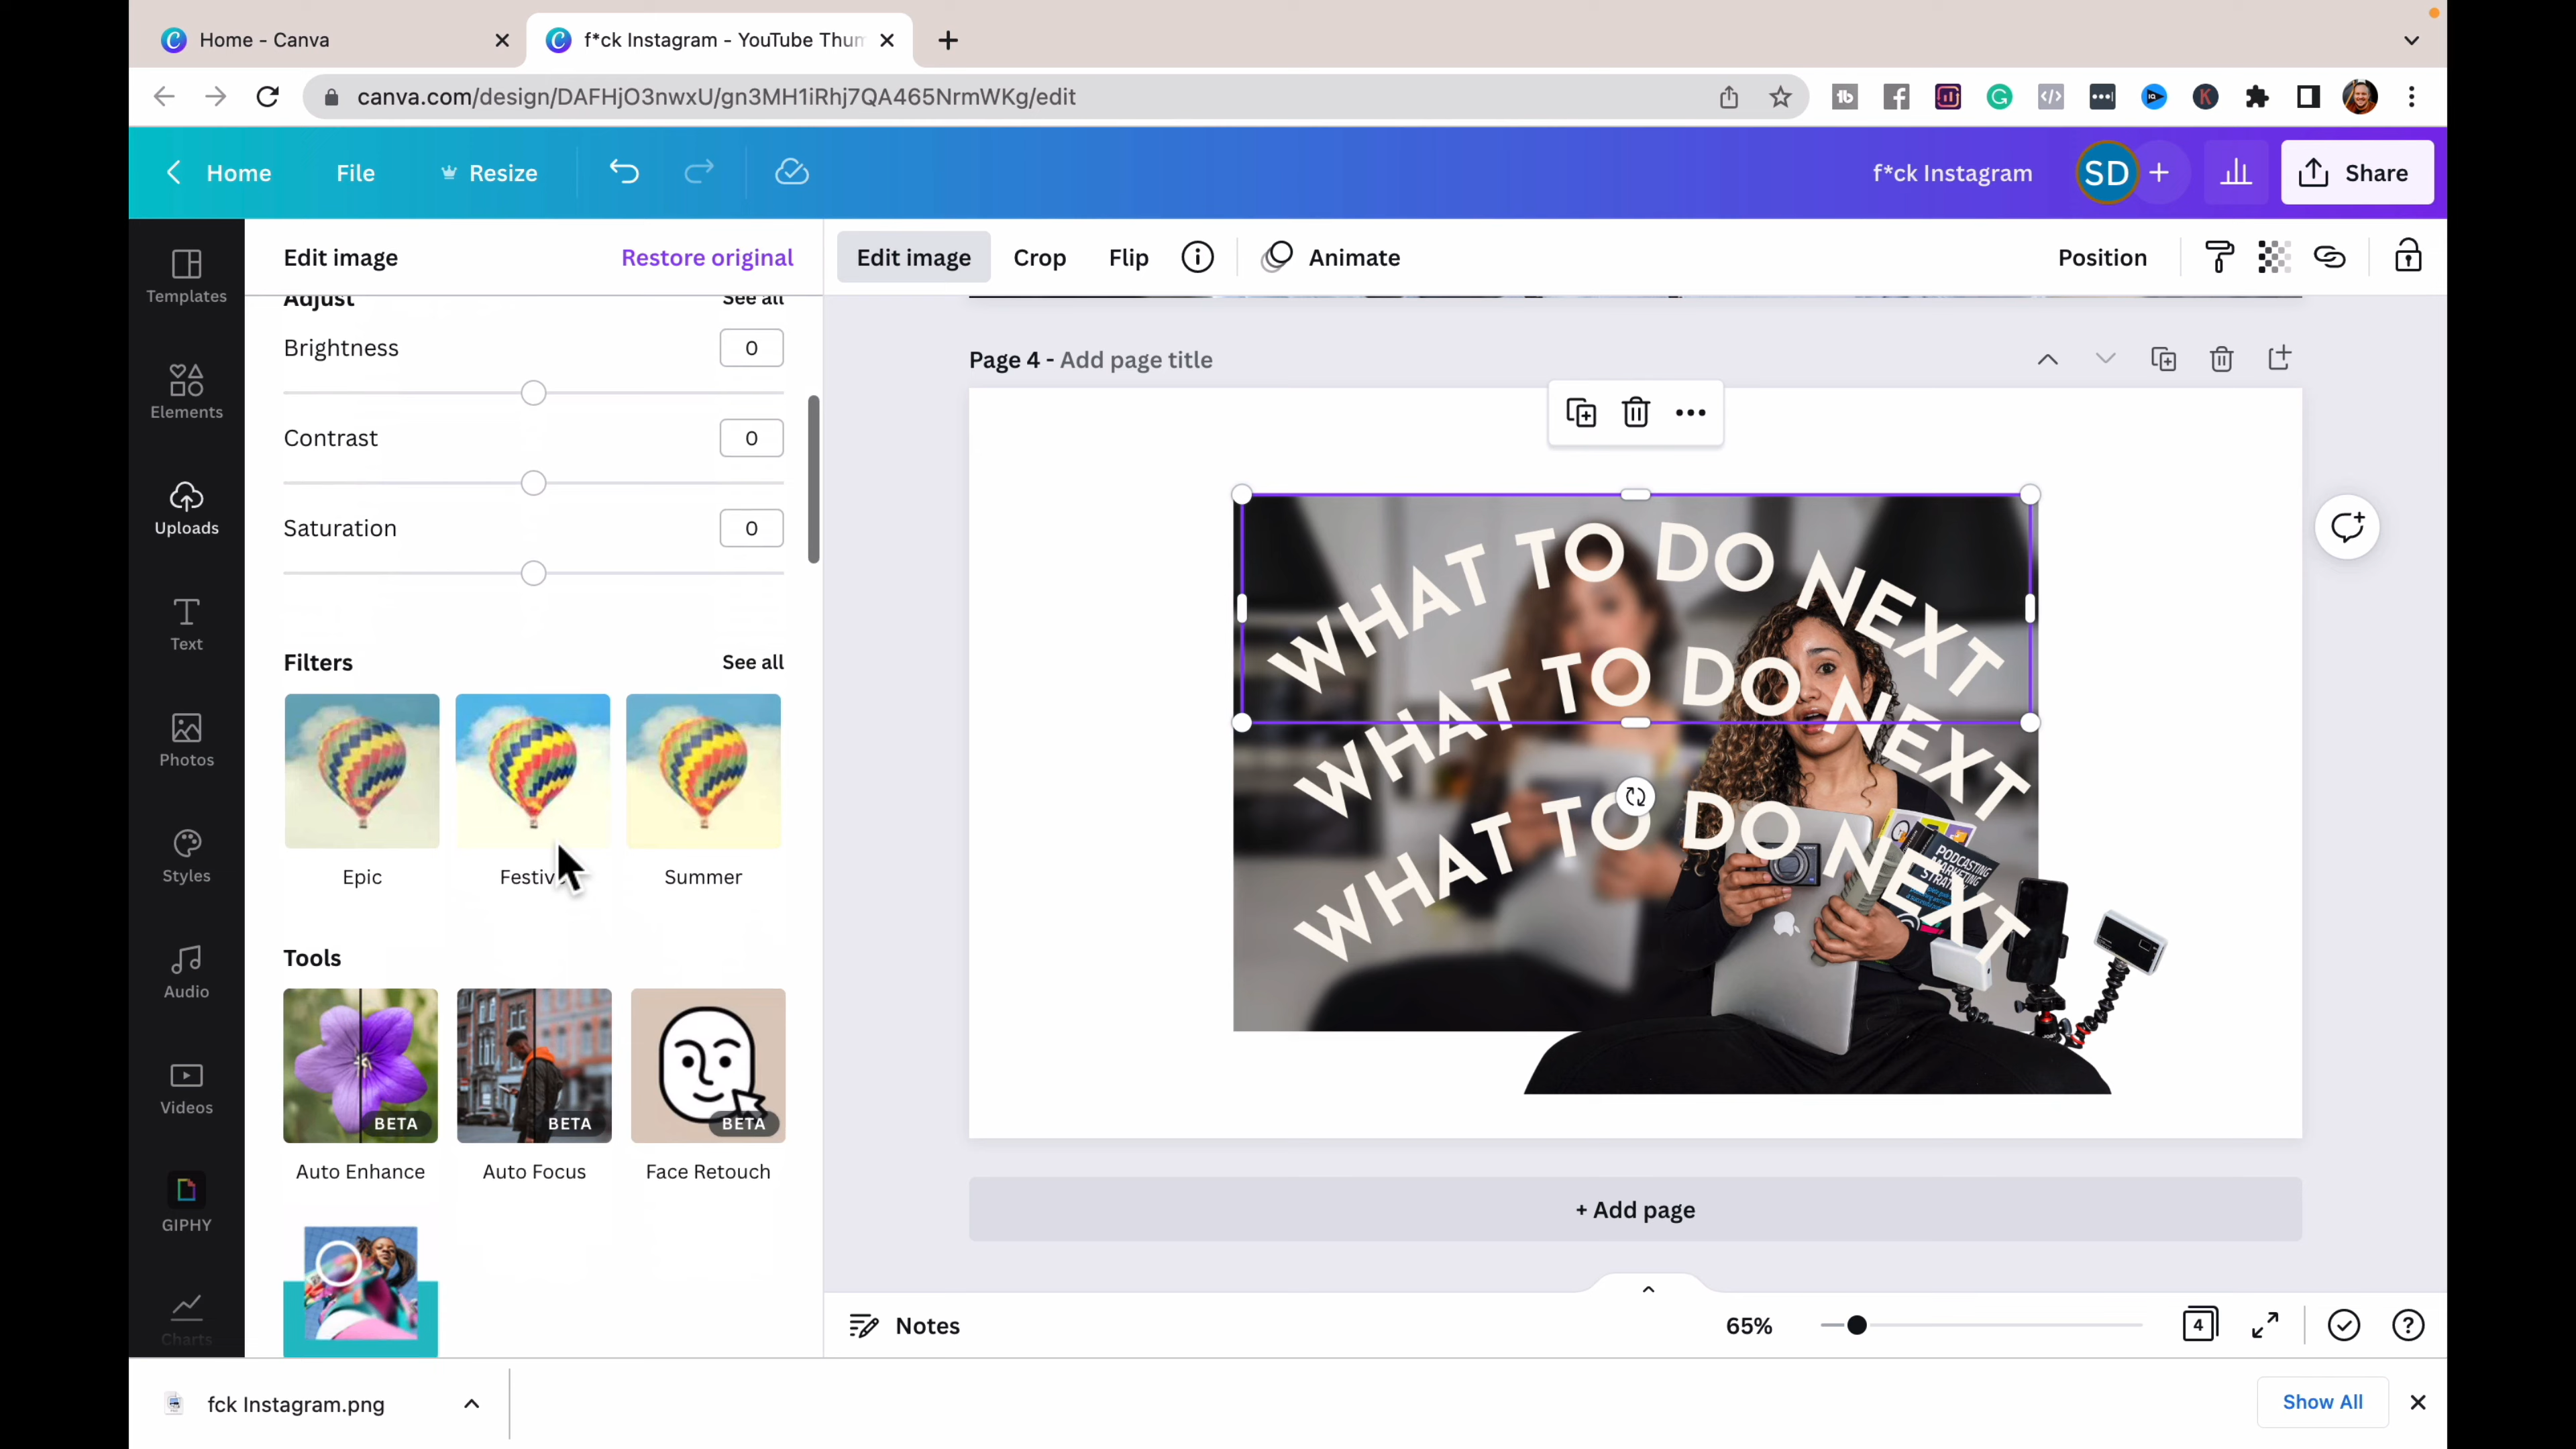 Home - Canva
f*ck Instagram - YouTube Thum
canva.com/design/DAFHjO3nwxU/gn3MH1iRhj7QA465NrmWKg/edit
Home
File
Resize
f*ck Instagram
SD
Share
Templates
Elements
Uploads
Text
Photos
Styles
Audio
Videos
GIPHY
Charts
Edit image
Restore original
Adjust
See all
Brightness
0
Contrast
0
Saturation
0
Filters
See all
Epic
Festiv
Summer
Tools
BETA
BETA
BETA
Auto Enhance
Auto Focus
Face Retouch
Edit image
Crop
Flip
Animate
Position
Page 4 - Add page title
WHAT TO DO NEXT
WHAT TO DO NEXT
WHAT TO DO NEXT
PODCASTING
MARKETING
+ Add page
Notes
65%
4
fck Instagram.png
Show All